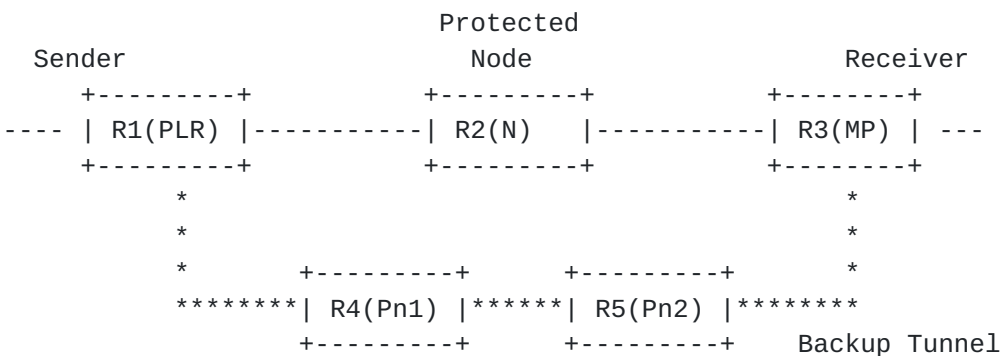 Protected
Sender Node Receiver
+---------+ +---------+ +--------+
---- | R1(PLR) |-----------| R2(N) |-----------| R3(MP) | ---
+---------+ +---------+ +--------+
* *
* *
* +---------+ +---------+ *
********| R4(Pn1) |******| R5(Pn2) |********
+---------+ +---------+ Backup Tunnel